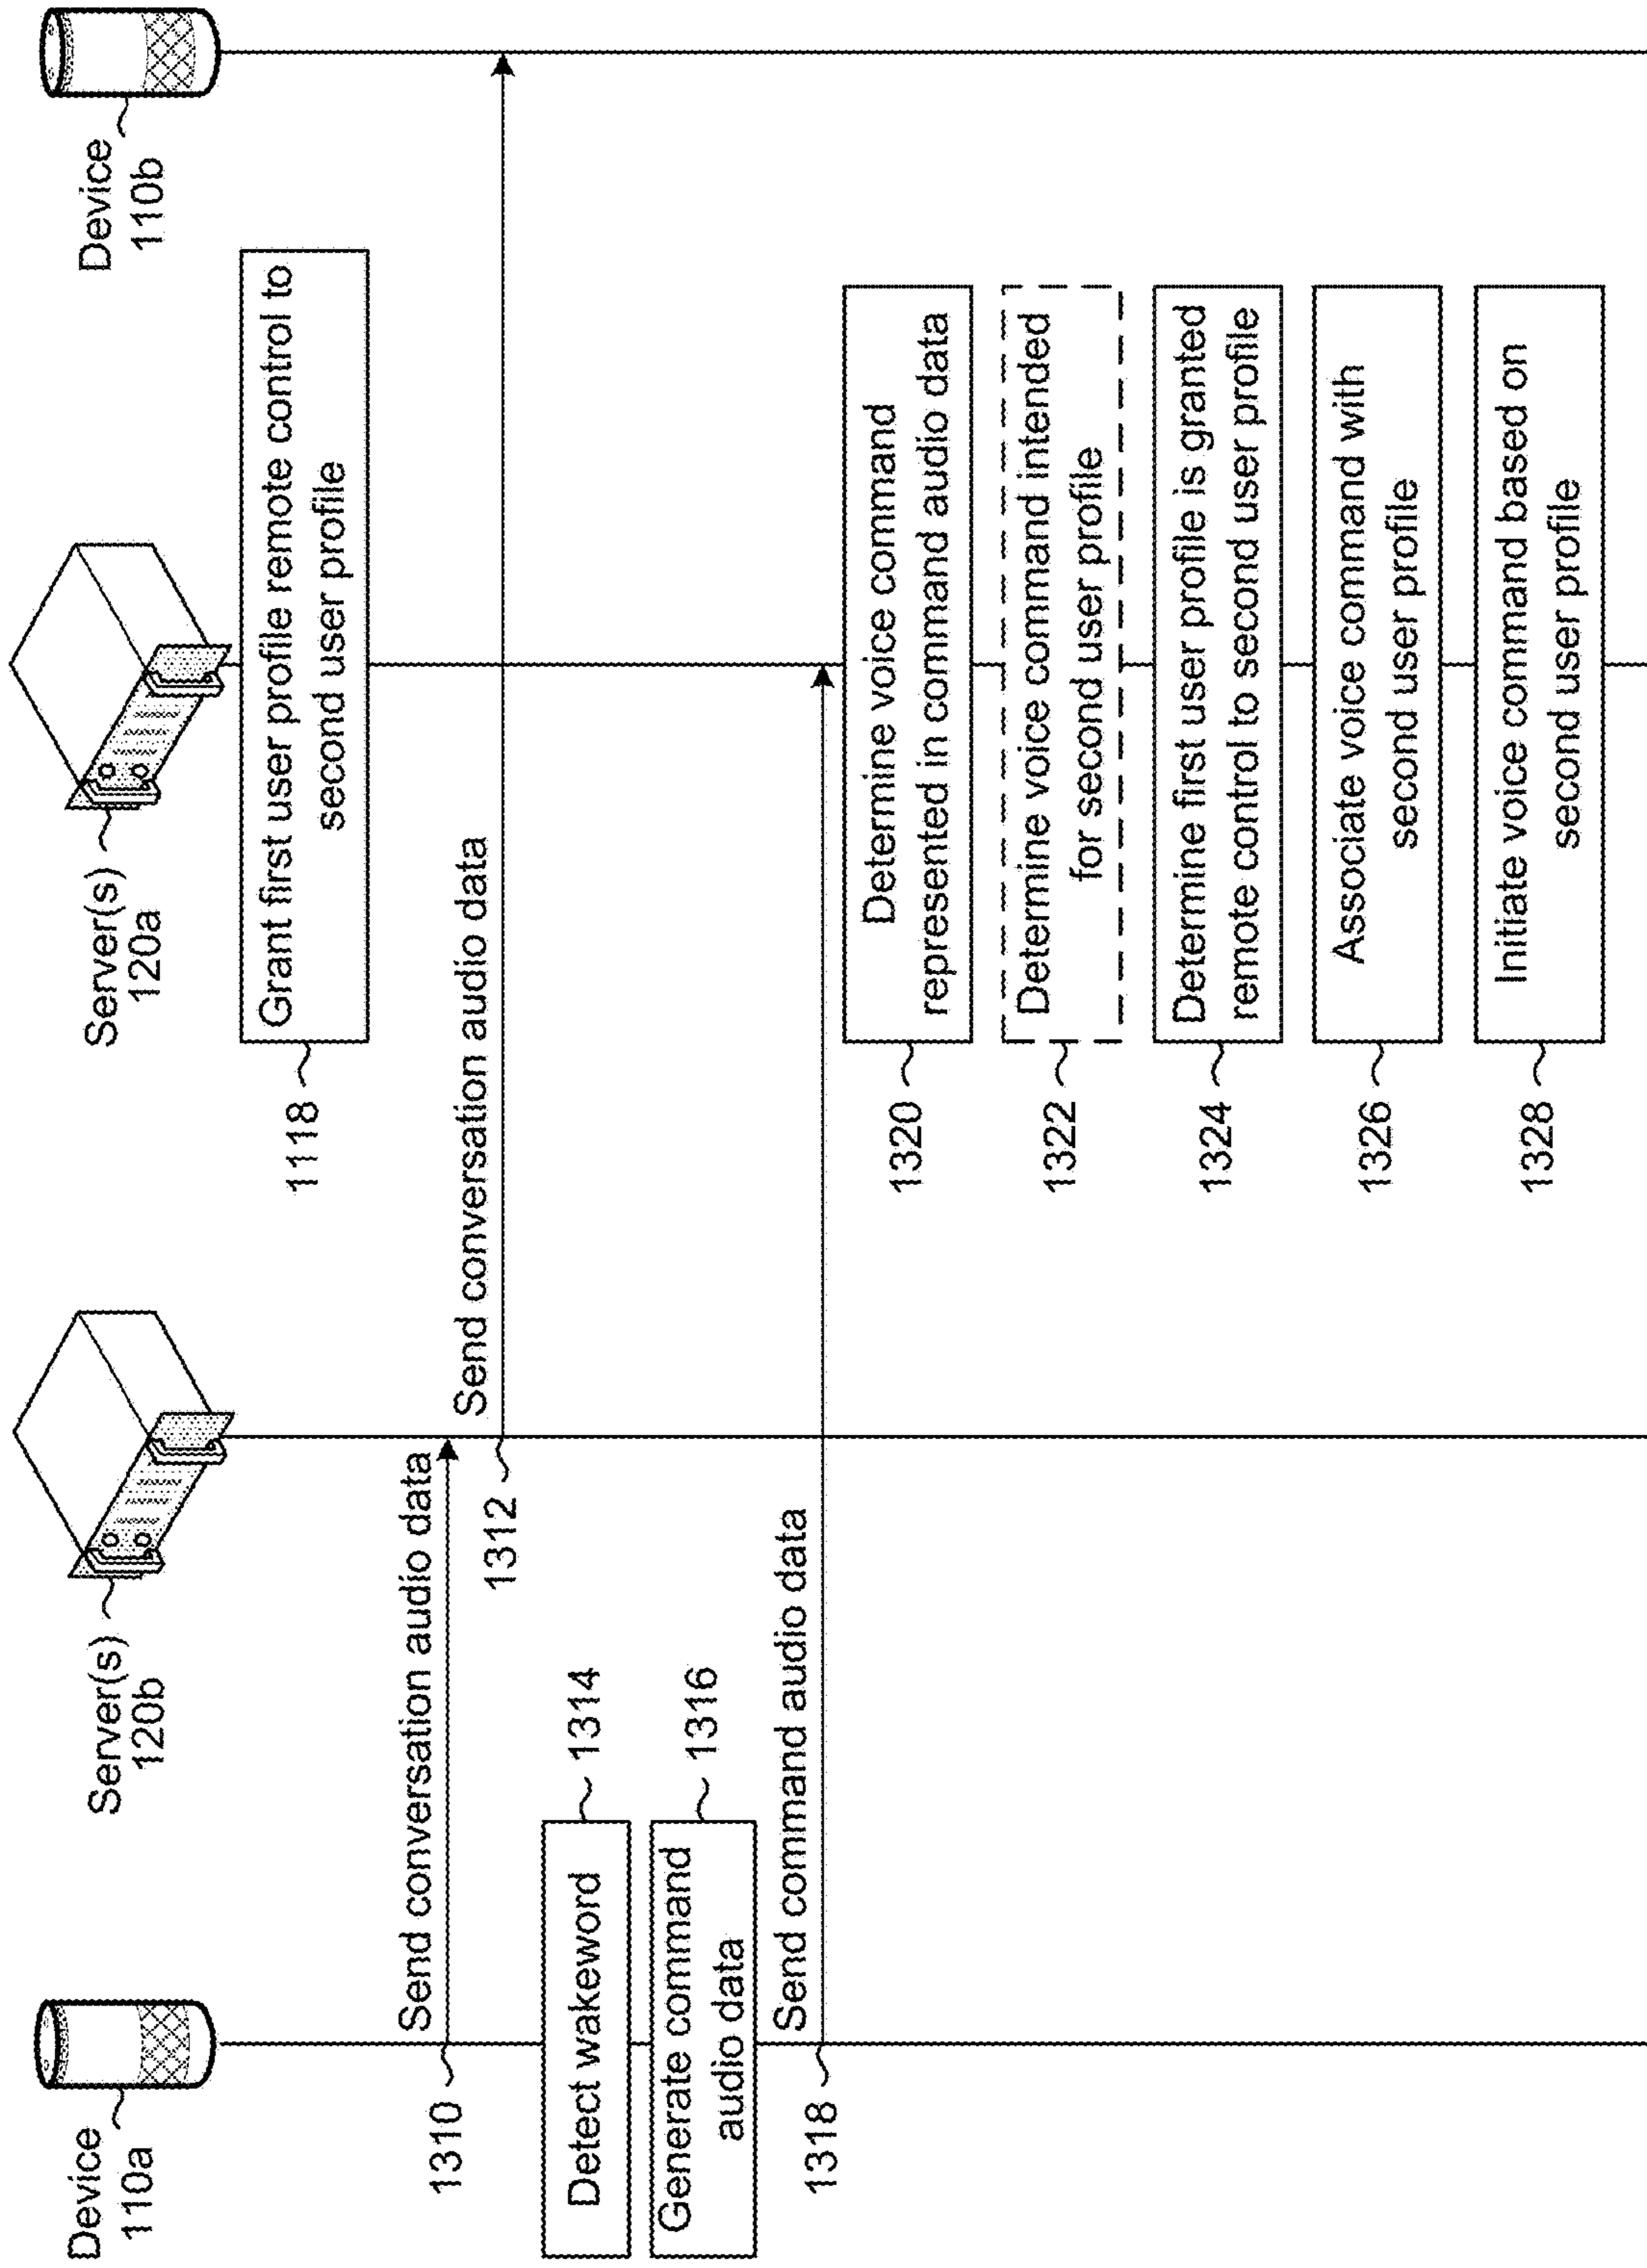 Device
110a
Server(s)
120b
Server(s)
120a
Device
110b
1118
Grant first user profile remote control to
second user profile
Send conversation audio data
1310
Send conversation audio data
1312
Detect wakeword
1314
Generate command
audio data
1316
Send command audio data
1318
1320
Determine voice command
represented in command audio data
1322
Determine voice command intended
for second user profile
1324
Determine first user profile is granted
remote control to second user profile
1326
Associate voice command with
second user profile
1328
Initiate voice command based on
second user profile